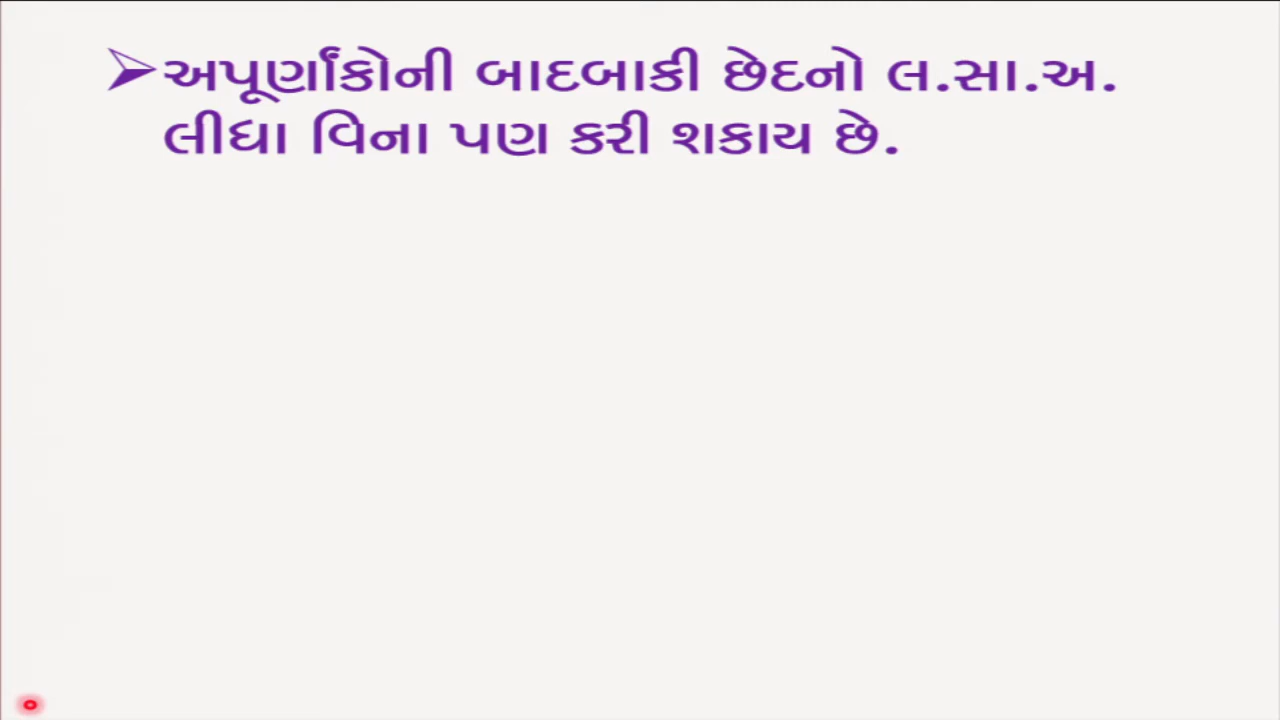 ➢અપૂર્ણાંકોની બાદબાકી છેદનો લ.સા.અ.
લીધા વિના પણ કરી શકાય છે.